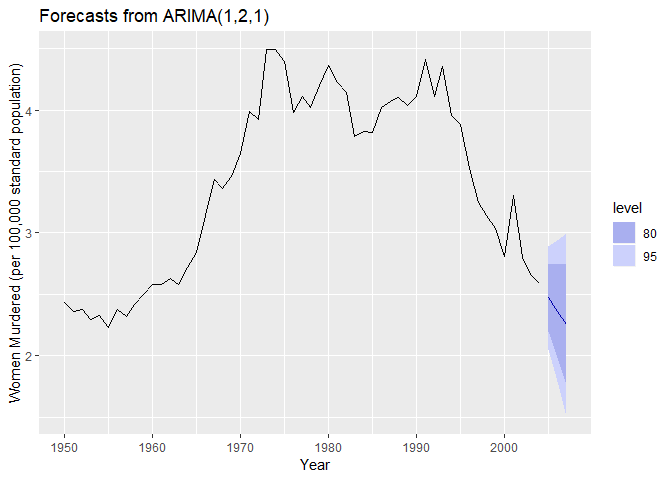 Forecasts from ARIMA(1,2,1)
Women Murdered (per 100,000 standard population)
4
3
2
1950 1960 1970 1980 1990 2000
Year
level
80
95